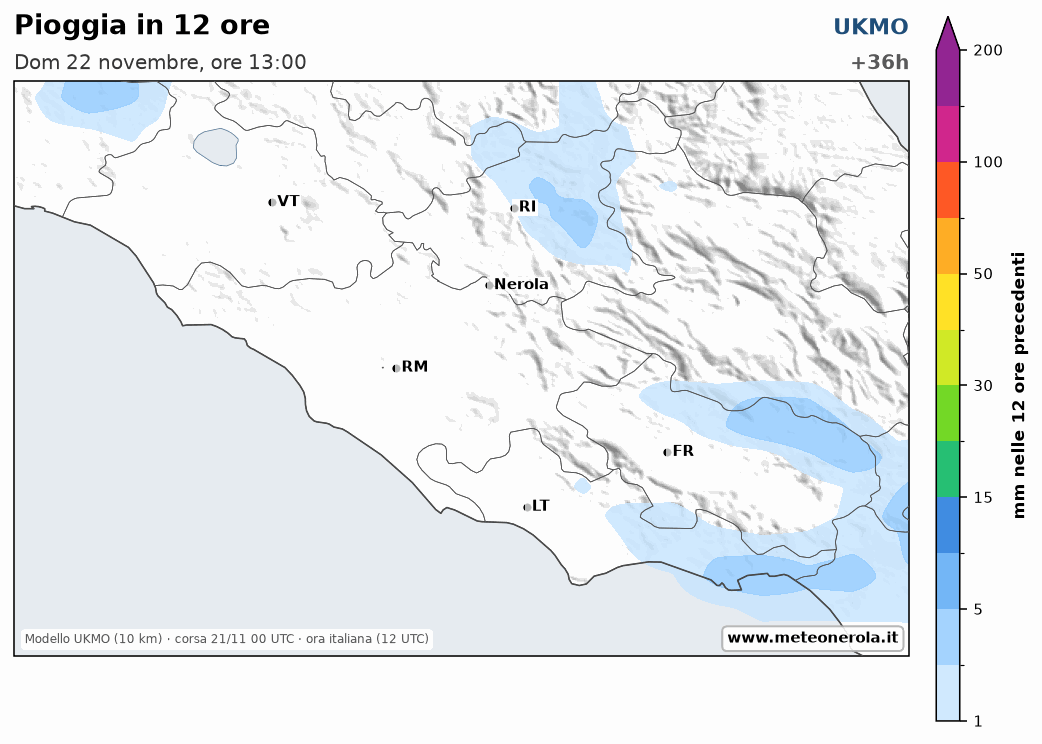 Pioggia in 12 ore
UKMO
Dom 22 novembre, ore 13:00
+36h
VT
RI
Nerola
RM
FR
LT
Modello UKMO (10 km) · corsa 21/11 00 UTC · ora italiana (12 UTC)
www.meteonerola.it
200
100
50
30
15
5
1
mm nelle 12 ore precedenti